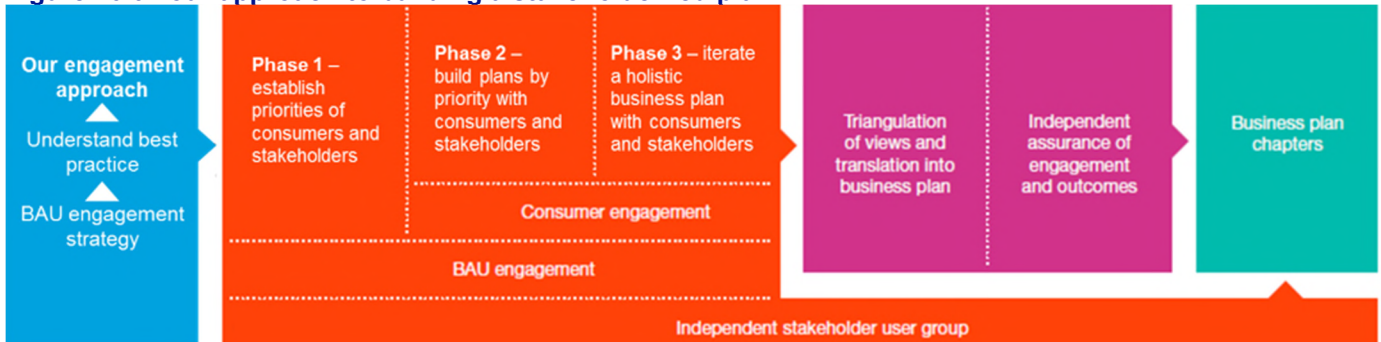 Our engagement
approach
Understand best
practice
BAU engagement
strategy
Phase 1 –
establish
priorities of
consumers and
stakeholders
Phase 2 –
build plans by
priority with
consumers and
stakeholders
Phase 3 – iterate
a holistic
business plan
with consumers
and stakeholders
Consumer engagement
BAU engagement
Independent stakeholder user group
Triangulation
of views and
translation into
business plan
Independent
assurance of
engagement
and outcomes
Business plan
chapters